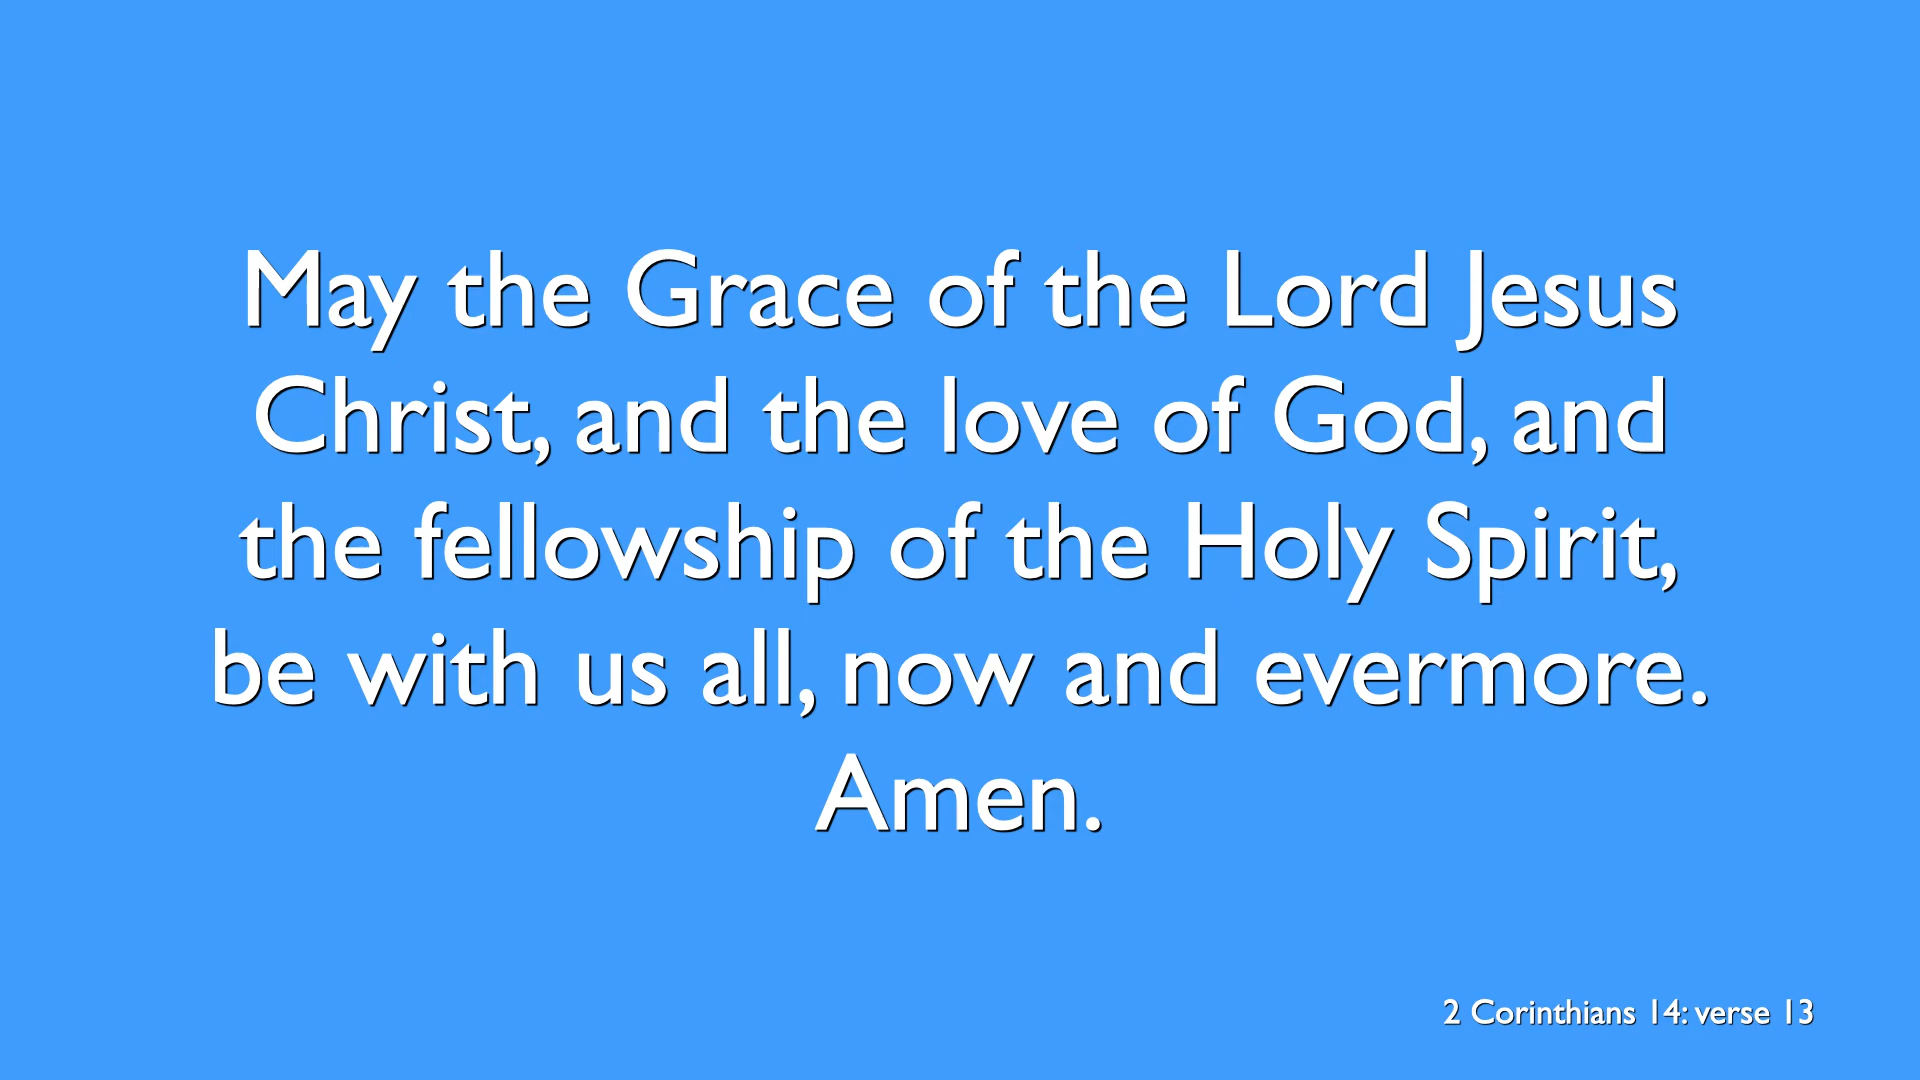 May the Grace of the Lord Jesus
Christ, and the love of God, and
the fellowship of the Holy Spirit,
be with us all, now and evermore.
Amen.
2 Corinthians 14: verse 13